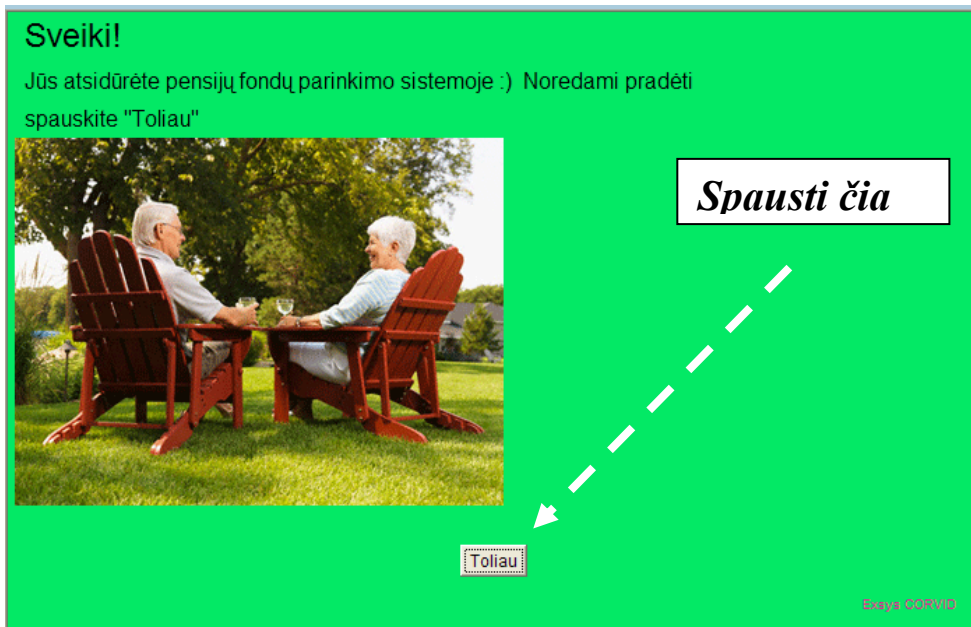 Sveiki!
Jūs atsidūrėte pensijų fondų parinkimo sistemoje :) Noredami pradėti
spauskite "Toliau"
Spausti čia
Toliau
Exsys CORVID